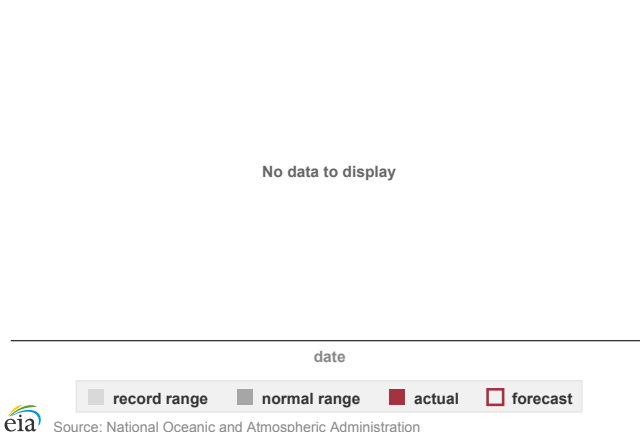 No data to display
date
record range normal range actual forecast
eia
Source: National Oceanic and Atmospheric Administration